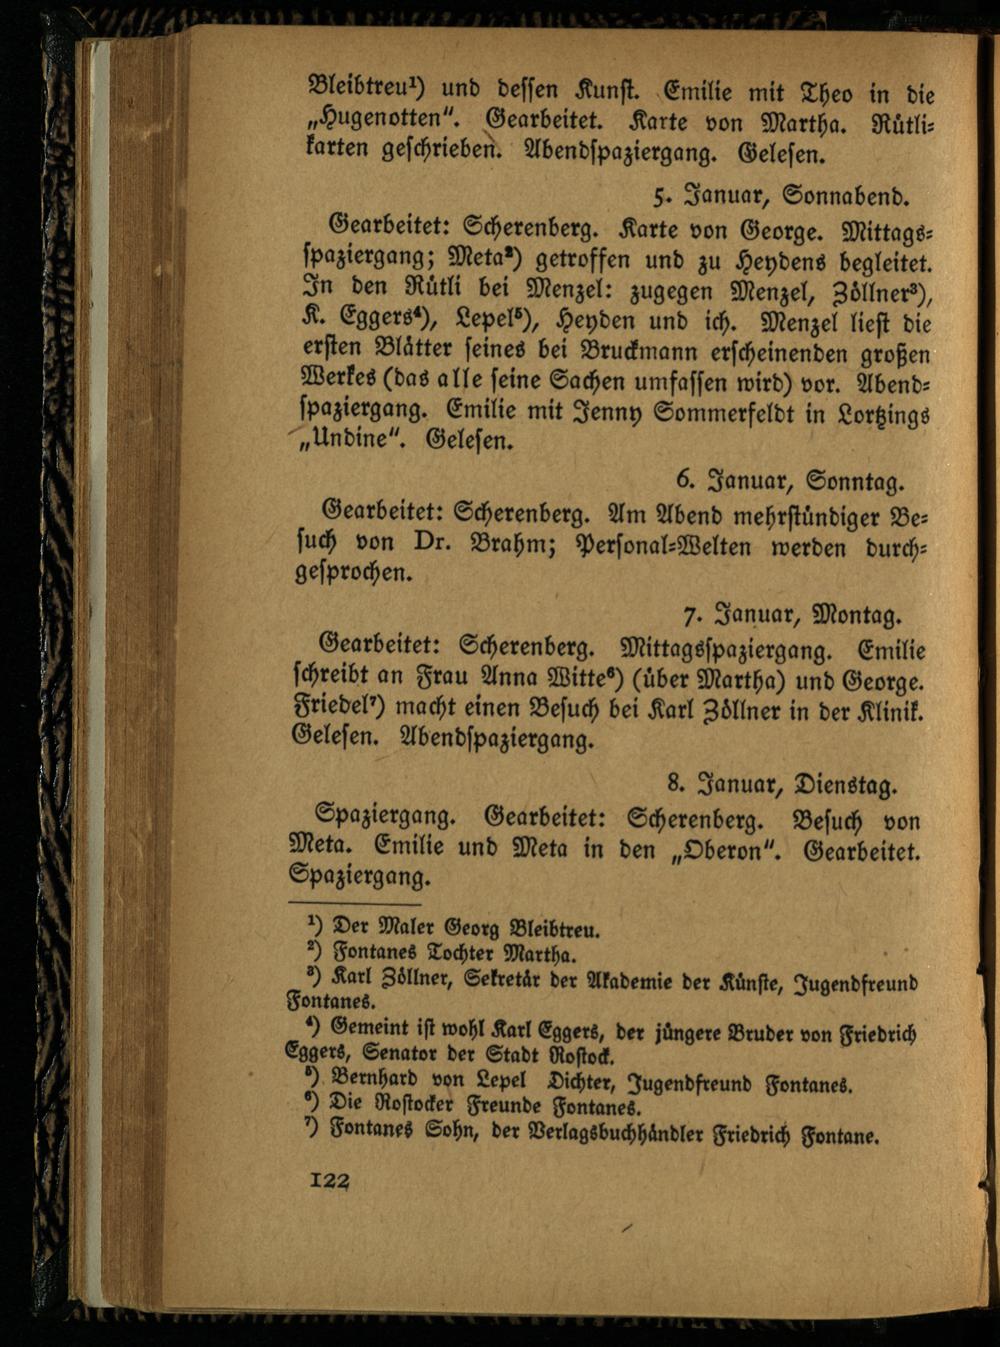 Bleibtreu¹) und dessen Kunst. Emilie mit Theo in die
„Hugenotten“. Gearbeitet. Karte von Martha. Rütli-
karten geschrieben. Abendspaziergang. Gelesen.
5. Januar, Sonnabend.
Gearbeitet: Scherenberg. Karte von George. Mittags-
spaziergang; Meta²) getroffen und zu Heydens begleitet.
In den Rütli bei Menzel: zugegen Menzel, Zöllner³),
K. Eggers⁴), Lepel⁵), Heyden und ich. Menzel liest die
ersten Blätter seines bei Bruckmann erscheinenden großen
Werkes (das alle seine Sachen umfassen wird) vor. Abend-
spaziergang. Emilie mit Jenny Sommerfeldt in Lortzings
„Undine“. Gelesen.
6. Januar, Sonntag.
Gearbeitet: Scherenberg. Am Abend mehrstündiger Be-
such von Dr. Brahm; Personal-Welten werden durch-
gesprochen.
7. Januar, Montag.
Gearbeitet: Scherenberg. Mittagsspaziergang. Emilie
schreibt an Frau Anna Witte⁶) (über Martha) und George.
Friedel⁷) macht einen Besuch bei Karl Zöllner in der Klinik.
Gelesen. Abendspaziergang.
8. Januar, Dienstag.
Spaziergang. Gearbeitet: Scherenberg. Besuch von
Meta. Emilie und Meta in den „Oberon“. Gearbeitet.
Spaziergang.
¹) Der Maler Georg Bleibtreu.
²) Fontanes Tochter Martha.
³) Karl Zöllner, Sekretär der Akademie der Künste, Jugendfreund
Fontanes.
⁴) Gemeint ist wohl Karl Eggers, der jüngere Bruder von Friedrich
Eggers, Senator der Stadt Rostock.
⁵) Bernhard von Lepel Dichter, Jugendfreund Fontanes.
⁶) Die Rostocker Freunde Fontanes.
⁷) Fontanes Sohn, der Verlagsbuchhändler Friedrich Fontane.
122